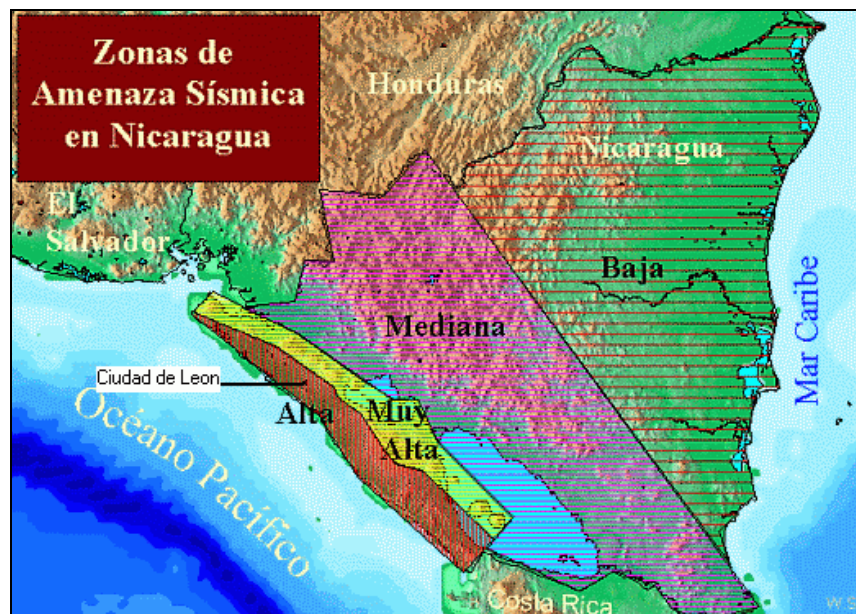 Zonas de
Amenaza Sísmica
en Nicaragua
Honduras
Nicaragua
El
Salvador
Baja
Mar Caribe
Mediana
Ciudad de Leon
Alta
Muy
Alta
Océano Pacífico
Costa Rica